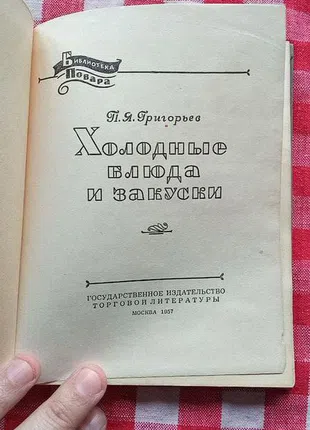 Библиотека
Повара
П. Я. Григорьев
Холодные
блюда
и закуски
ГОСУДАРСТВЕННОЕ ИЗДАТЕЛЬСТВО
ТОРГОВОЙ ЛИТЕРАТУРЫ
МОСКВА 1957